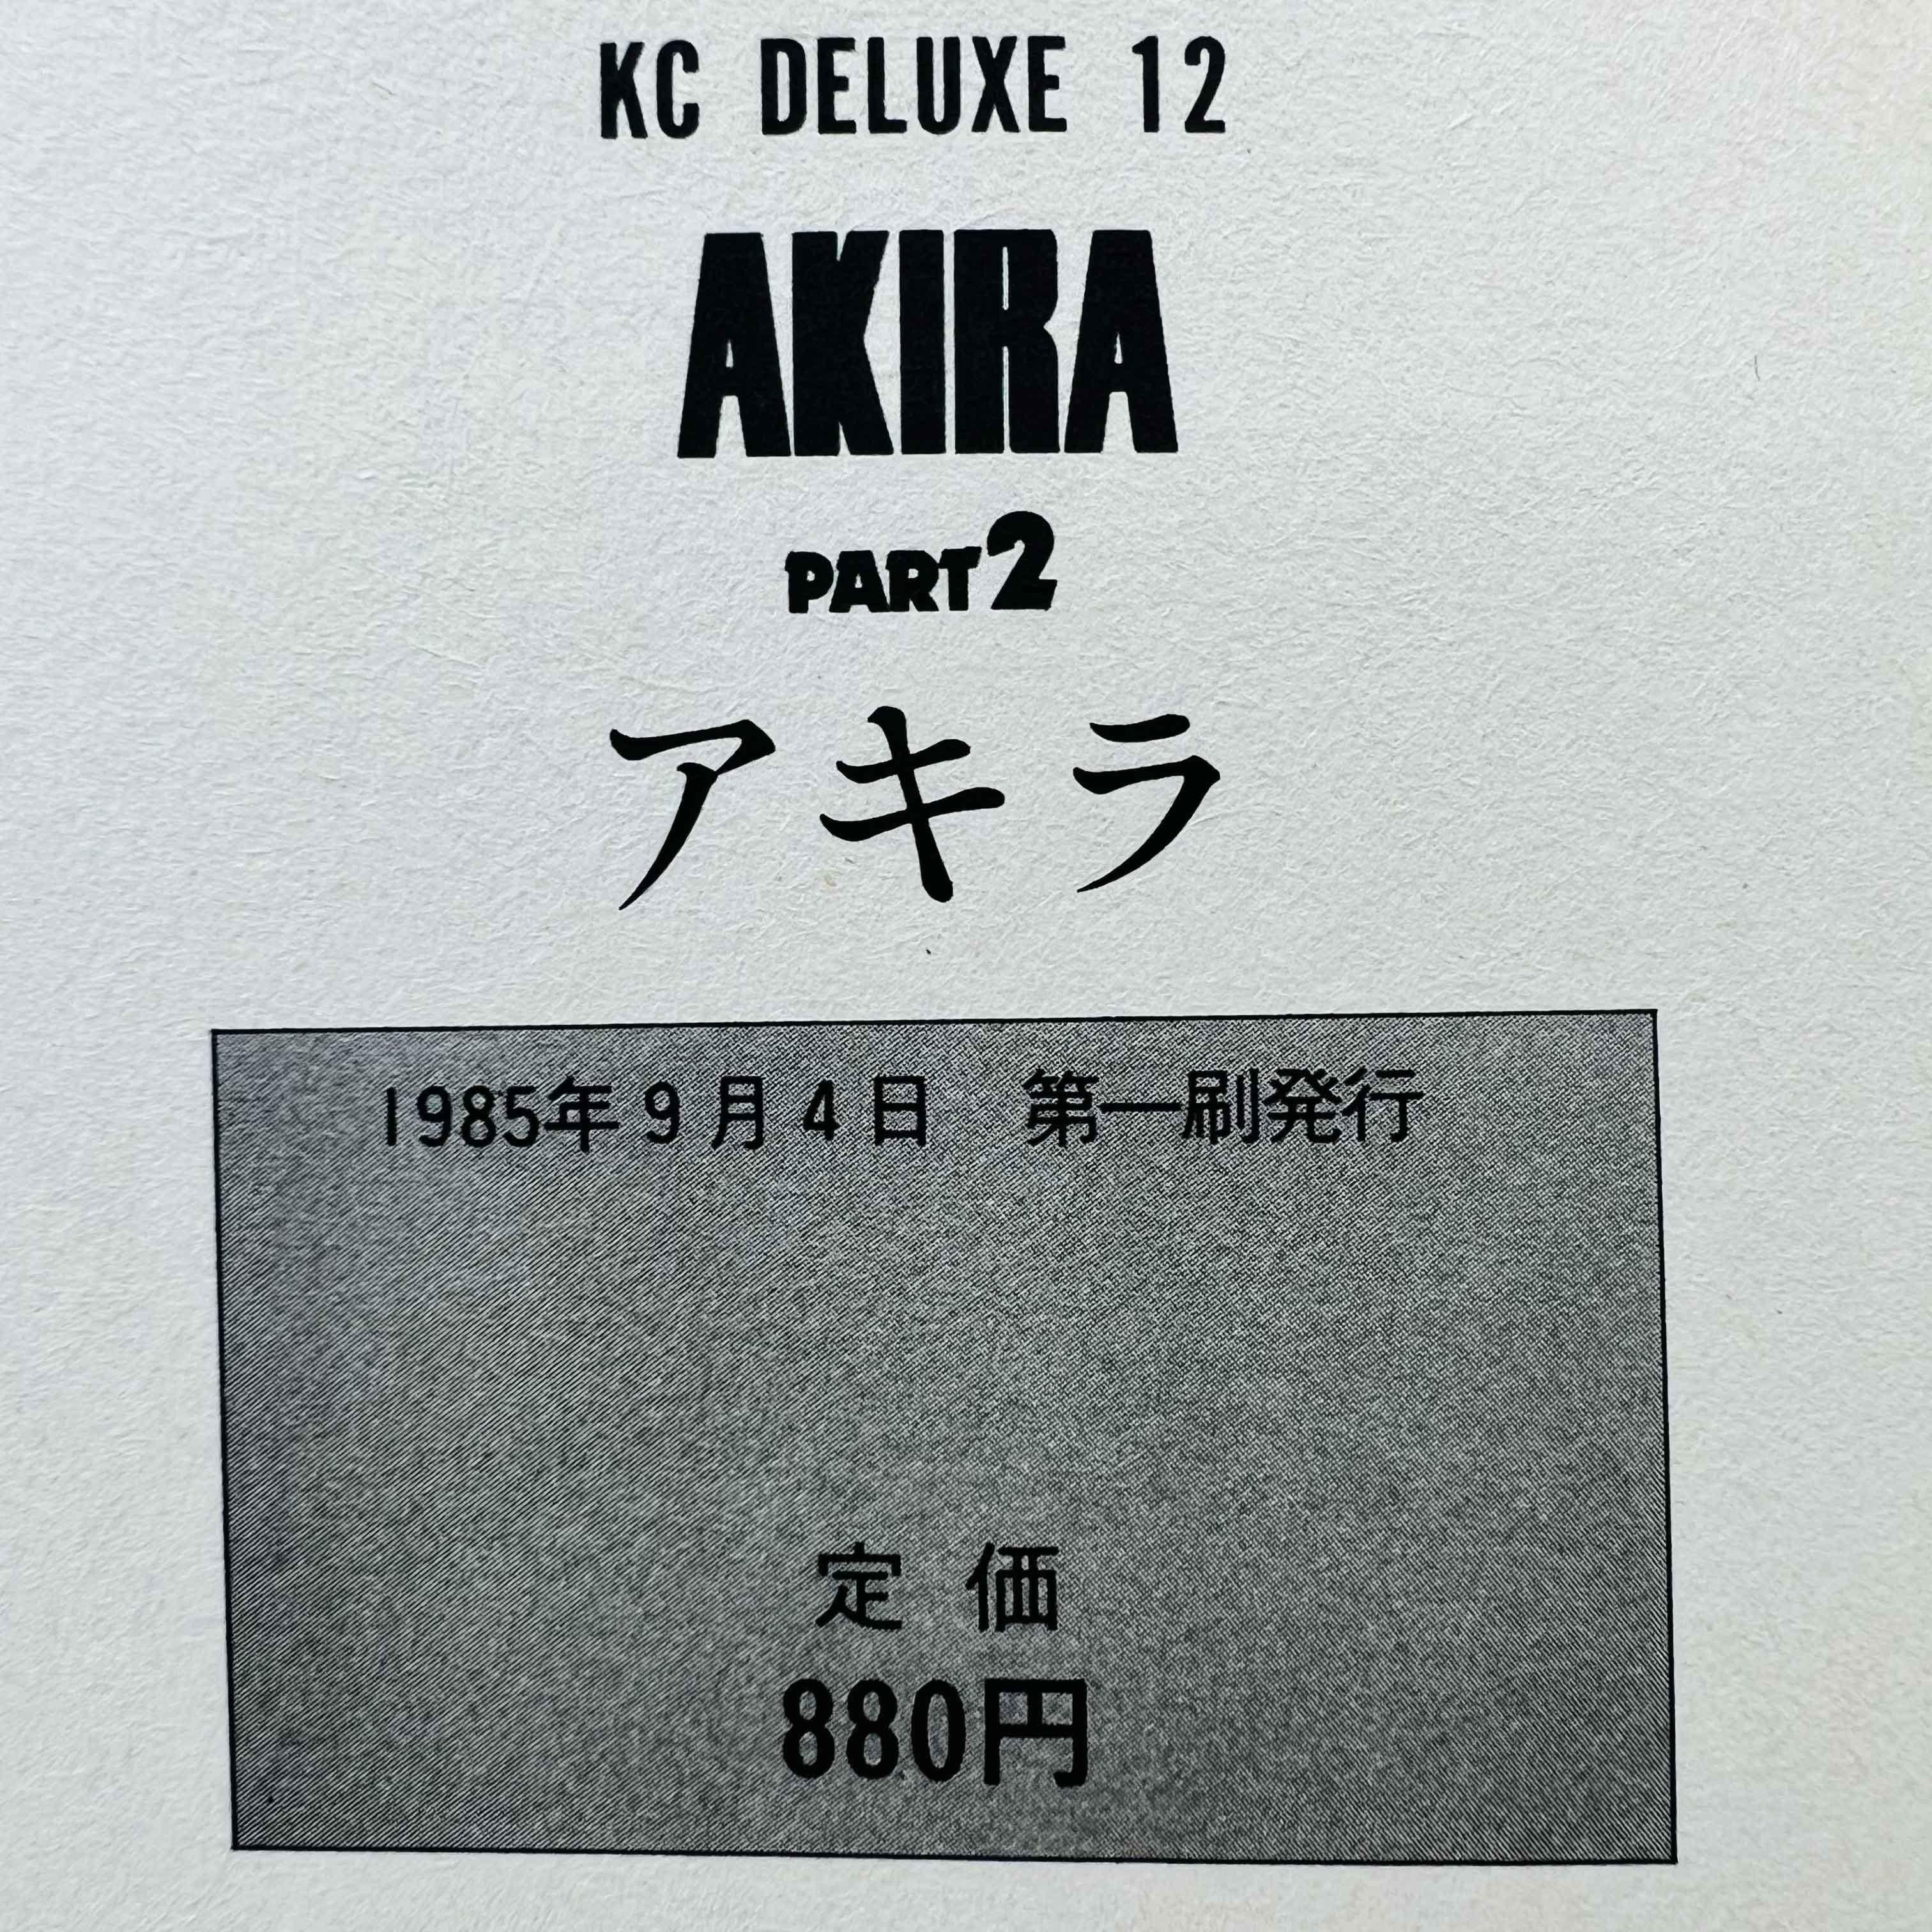 KC DELUXE 12
AKIRA
PART2
アキラ
1985年9月4日　第一刷発行
定価
880円